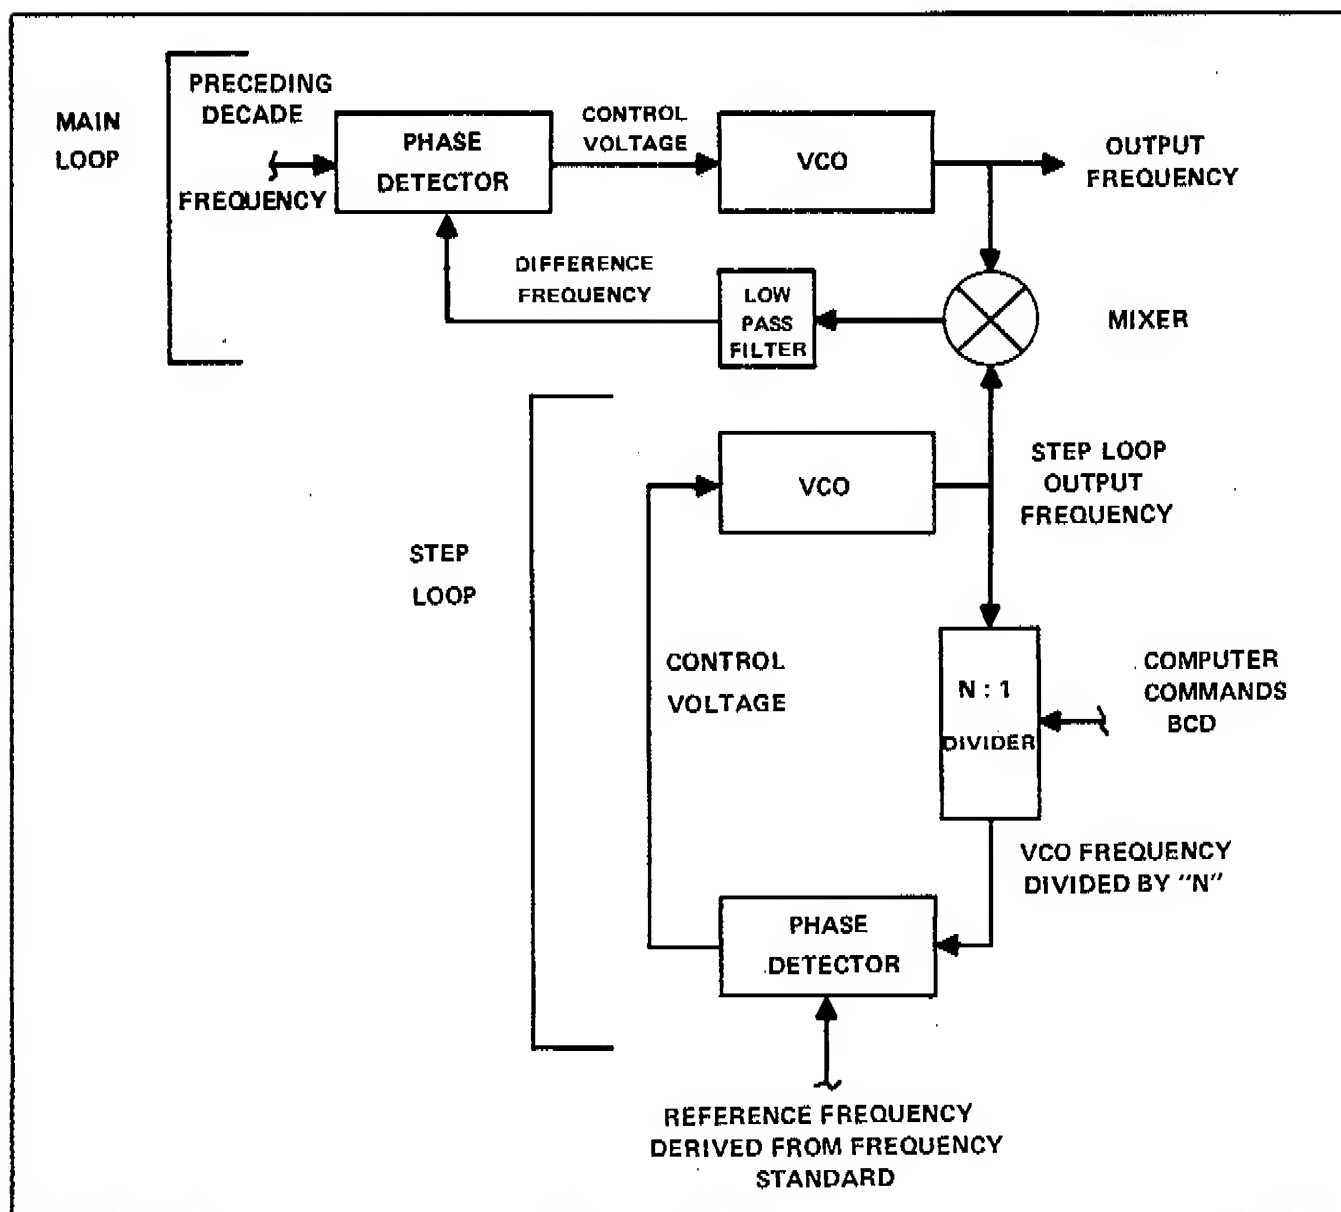 MAIN
LOOP
PRECEDING
DECADE
FREQUENCY
PHASE
DETECTOR
CONTROL
VOLTAGE
VCO
OUTPUT
FREQUENCY
DIFFERENCE
FREQUENCY
LOW
PASS
FILTER
MIXER
STEP
LOOP
VCO
STEP LOOP
OUTPUT
FREQUENCY
CONTROL
VOLTAGE
N : 1
DIVIDER
COMPUTER
COMMANDS
BCD
VCO FREQUENCY
DIVIDED BY "N"
PHASE
DETECTOR
REFERENCE FREQUENCY
DERIVED FROM FREQUENCY
STANDARD